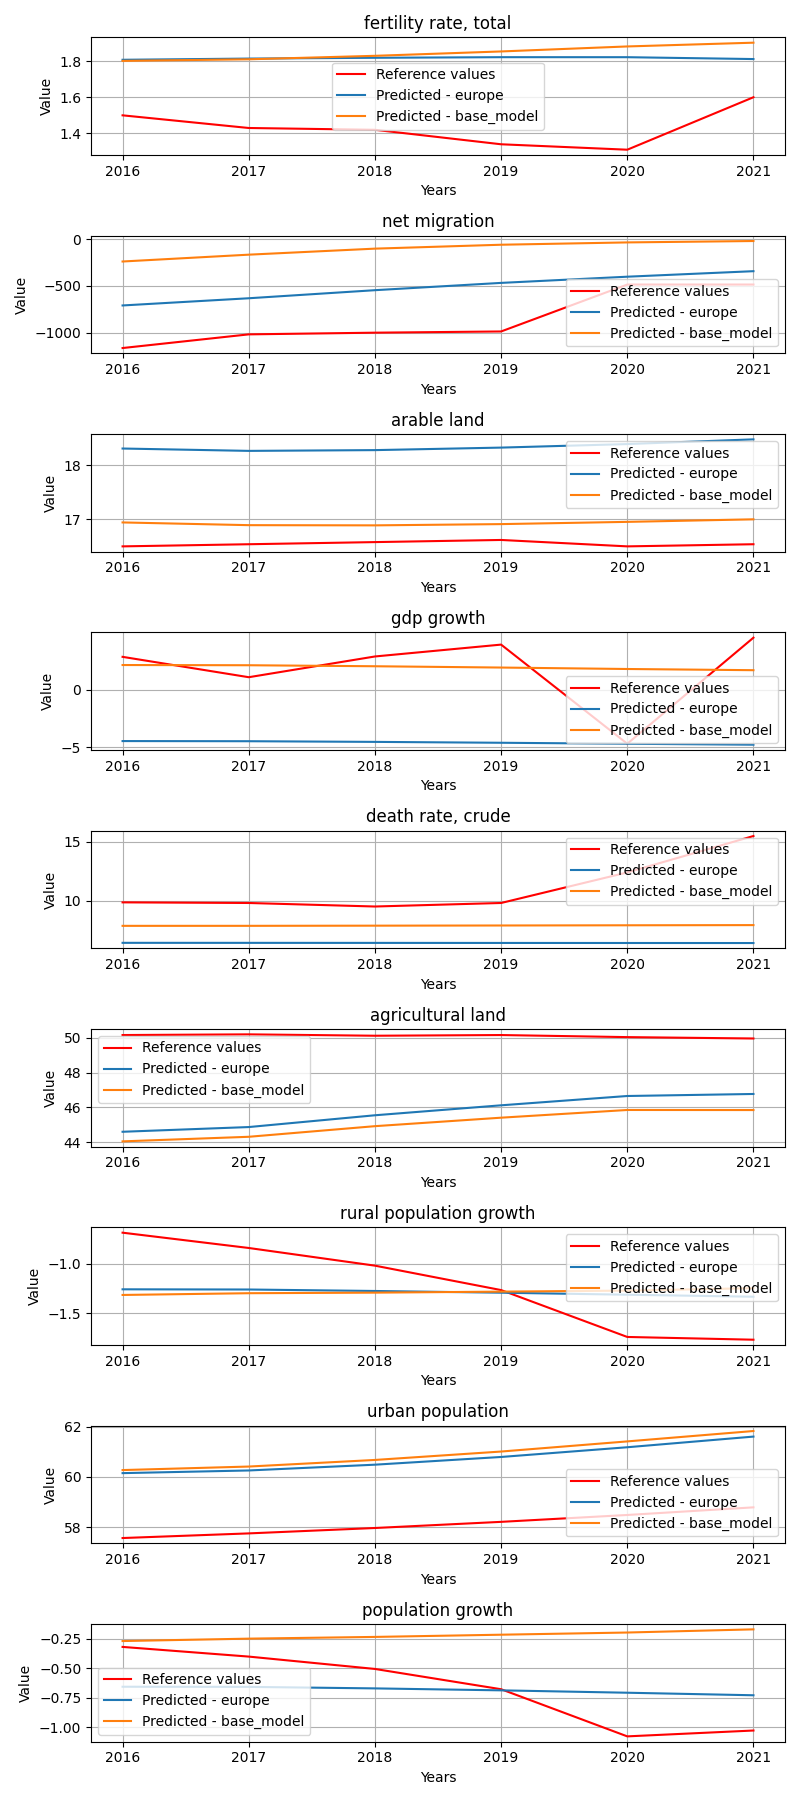 fertility rate, total
1.8
1.6
1.4
Value
Reference values
Predicted - europe
Predicted - base_model
2016 2017 2018 2019 2020 2021
Years
net migration
0
−500
−1000
Value
Reference values
Predicted - europe
Predicted - base_model
2016 2017 2018 2019 2020 2021
Years
arable land
18
17
Value
Reference values
Predicted - europe
Predicted - base_model
2016 2017 2018 2019 2020 2021
Years
gdp growth
0
−5
Value
Reference values
Predicted - europe
Predicted - base_model
2016 2017 2018 2019 2020 2021
Years
death rate, crude
15
10
Value
Reference values
Predicted - europe
Predicted - base_model
2016 2017 2018 2019 2020 2021
Years
agricultural land
50
48
46
44
Value
Reference values
Predicted - europe
Predicted - base_model
2016 2017 2018 2019 2020 2021
Years
rural population growth
−1.0
−1.5
Value
Reference values
Predicted - europe
Predicted - base_model
2016 2017 2018 2019 2020 2021
Years
urban population
62
60
58
Value
Reference values
Predicted - europe
Predicted - base_model
2016 2017 2018 2019 2020 2021
Years
population growth
−0.25
−0.50
−0.75
−1.00
Value
Reference values
Predicted - europe
Predicted - base_model
2016 2017 2018 2019 2020 2021
Years